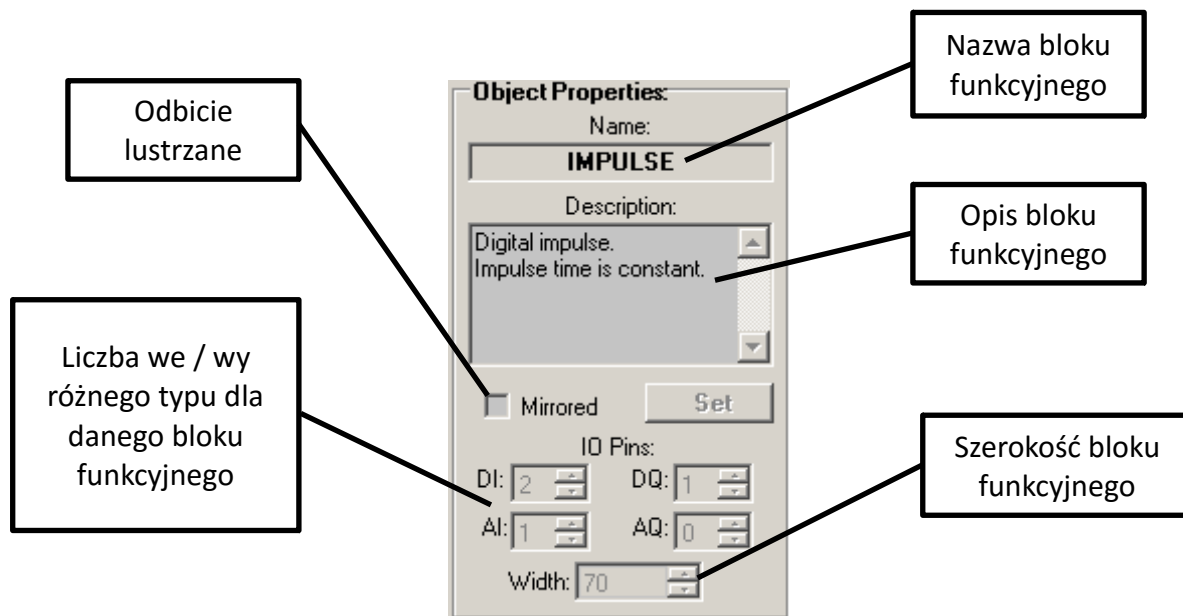 Nazwa bloku
funkcyjnego
Odbicie
lustrzane
Object Properties:
Name:
IMPULSE
Description:
Digital impulse.
Impulse time is constant.
Opis bloku
funkcyjnego
Liczba we / wy
różnego typu dla
danego bloku
funkcyjnego
Mirrored
Set
IO Pins:
DI: 2 DQ: 1
AI: 1 AQ: 0
Width: 70
Szerokość bloku
funkcyjnego